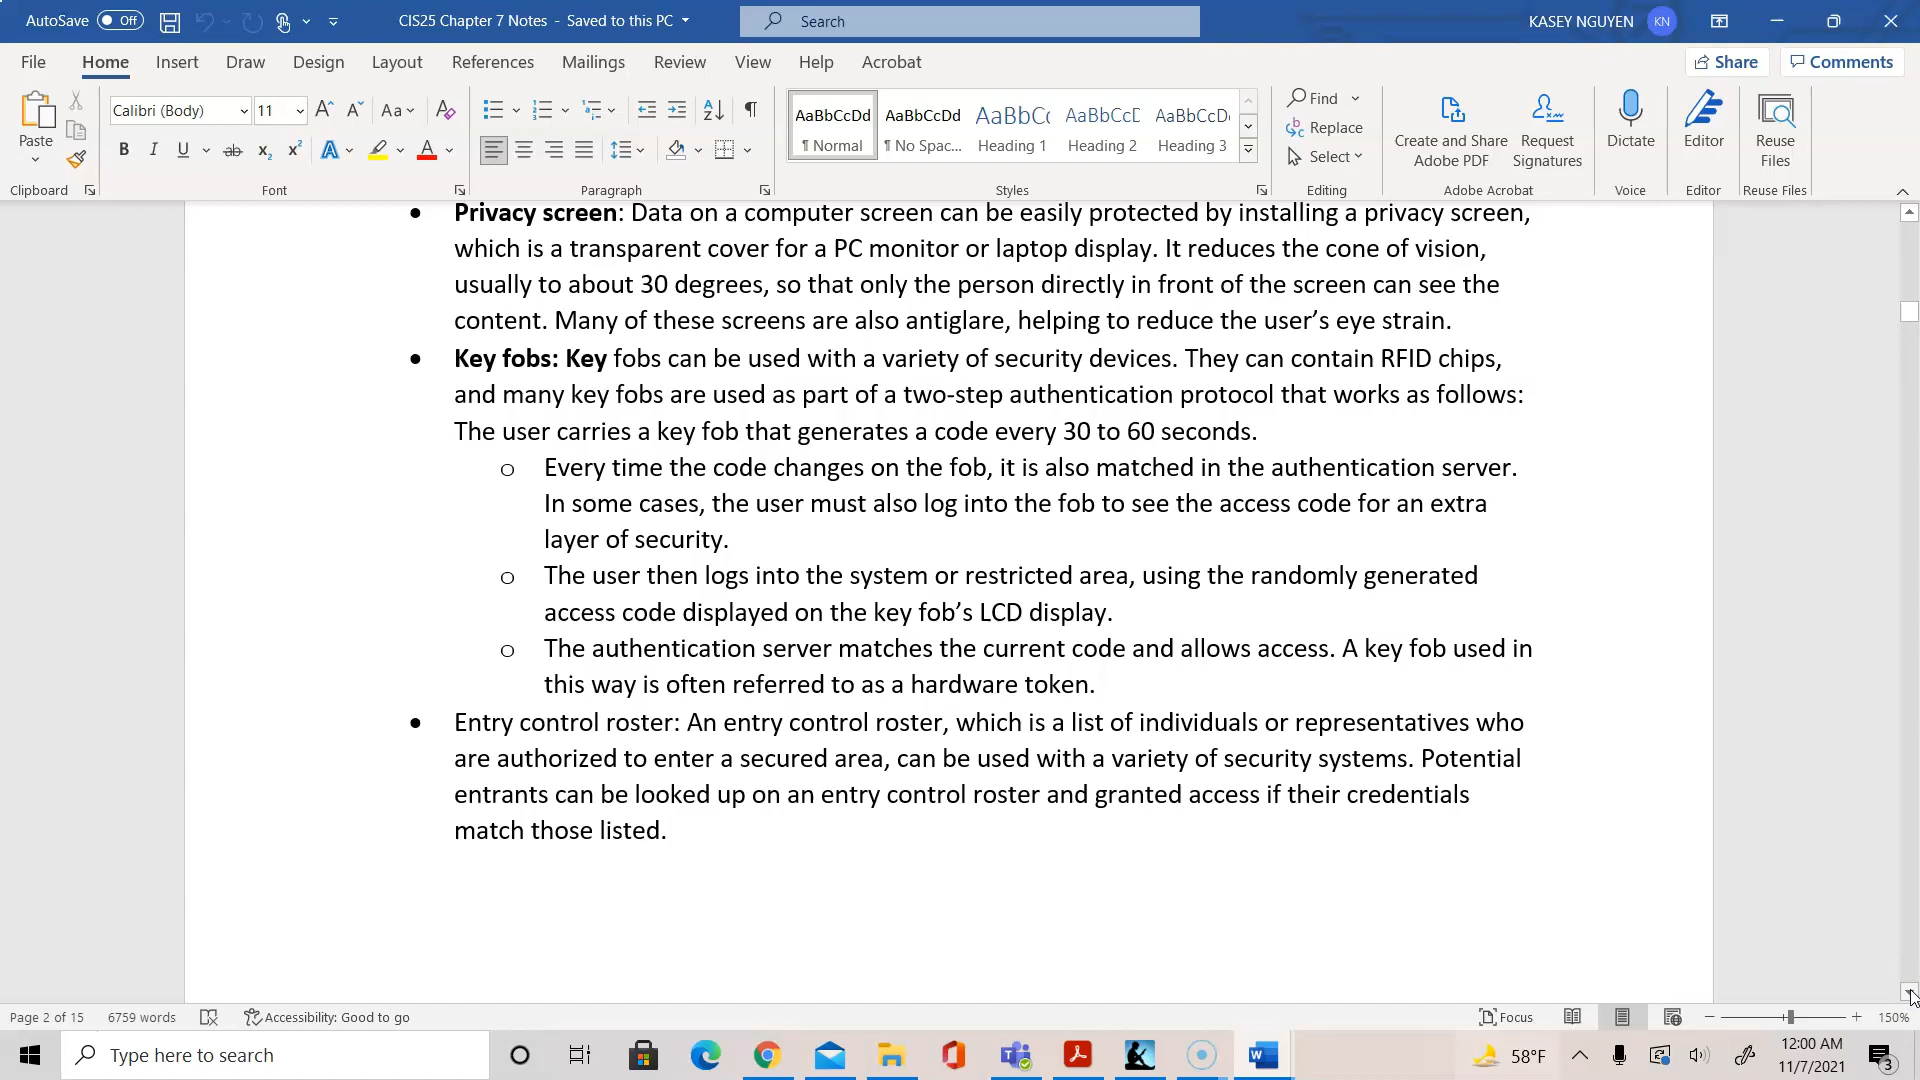 AutoSave Off CIS25 Chapter 7 Notes - Saved to this PC Search KASEY NGUYEN KN
File Home Insert Draw Design Layout References Mailings Review View Help Acrobat Share Comments
Paste
Clipboard
Calibri (Body) 11 Aa
B I U ab x₂ x² A A
Font
Paragraph
AaBbCcDd AaBbCcDd AaBbCc AaBbCcD AaBbCcDd
¶ Normal ¶ No Spac... Heading 1 Heading 2 Heading 3
Styles
Find
Replace
Select
Editing
Create and Share Adobe PDF
Request Signatures
Adobe Acrobat
Dictate
Voice
Editor
Editor
Reuse Files
Reuse Files
• Privacy screen: Data on a computer screen can be easily protected by installing a privacy screen,
which is a transparent cover for a PC monitor or laptop display. It reduces the cone of vision,
usually to about 30 degrees, so that only the person directly in front of the screen can see the
content. Many of these screens are also antiglare, helping to reduce the user’s eye strain.
• Key fobs: Key fobs can be used with a variety of security devices. They can contain RFID chips,
and many key fobs are used as part of a two-step authentication protocol that works as follows:
The user carries a key fob that generates a code every 30 to 60 seconds.
o Every time the code changes on the fob, it is also matched in the authentication server.
In some cases, the user must also log into the fob to see the access code for an extra
layer of security.
o The user then logs into the system or restricted area, using the randomly generated
access code displayed on the key fob’s LCD display.
o The authentication server matches the current code and allows access. A key fob used in
this way is often referred to as a hardware token.
• Entry control roster: An entry control roster, which is a list of individuals or representatives who
are authorized to enter a secured area, can be used with a variety of security systems. Potential
entrants can be looked up on an entry control roster and granted access if their credentials
match those listed.
Page 2 of 15 6759 words Accessibility: Good to go Focus 150%
Type here to search 58°F 12:00 AM
11/7/2021 3